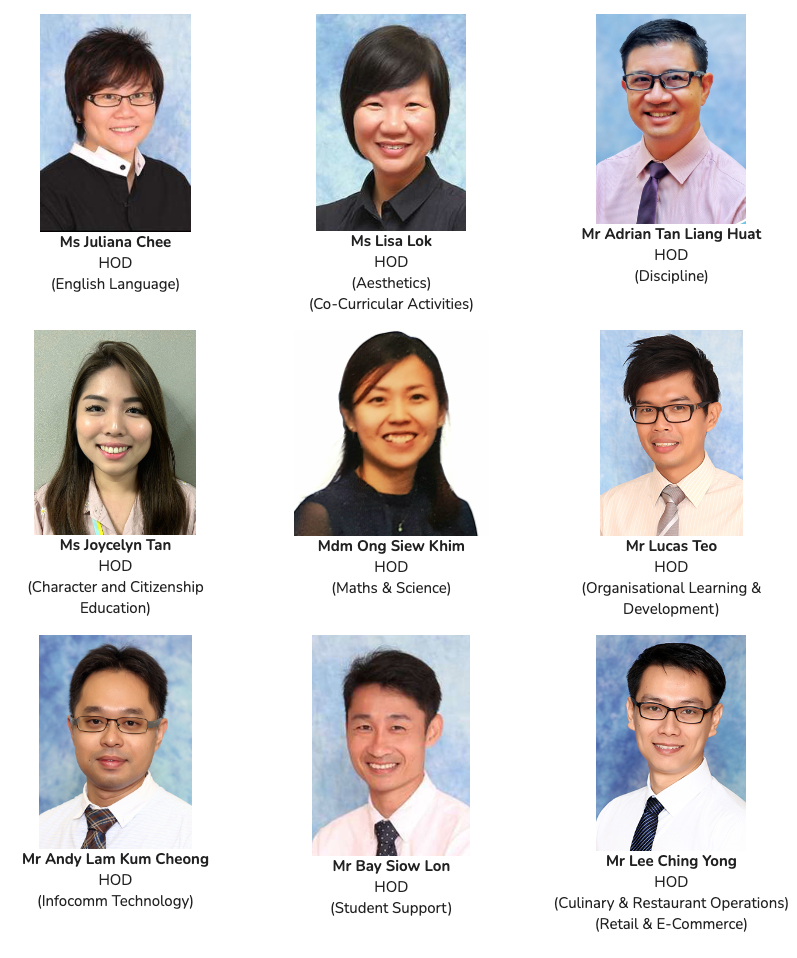 Ms Juliana Chee
HOD
(English Language)
Ms Lisa Lok
HOD
(Aesthetics)
(Co-Curricular Activities)
Mr Adrian Tan Liang Huat
HOD
(Discipline)
Ms Joycelyn Tan
HOD
(Character and Citizenship
Education)
Mdm Ong Siew Khim
HOD
(Maths & Science)
Mr Lucas Teo
HOD
(Organisational Learning &
Development)
Mr Andy Lam Kum Cheong
HOD
(Infocomm Technology)
Mr Bay Siow Lon
HOD
(Student Support)
Mr Lee Ching Yong
HOD
(Culinary & Restaurant Operations)
(Retail & E-Commerce)